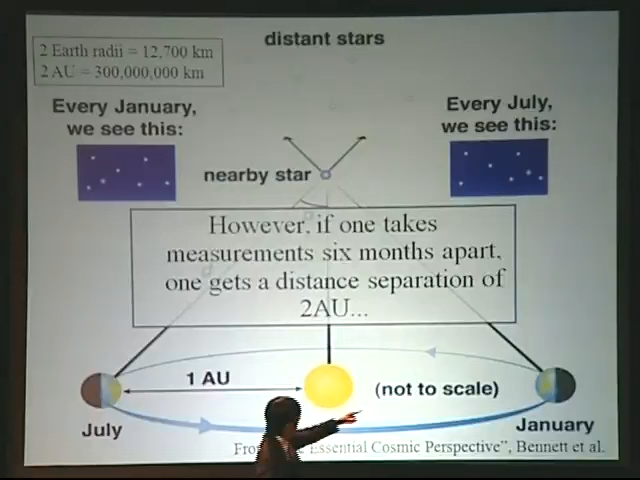 distant stars
2 Earth radii = 12,700 km
2 AU = 300,000,000 km
Every January,
we see this:
Every July,
we see this:
nearby star
However, if one takes
measurements six months apart,
one gets a distance separation of
2AU...
1 AU
(not to scale)
July
January
Essential Cosmic Perspective", Bennett et al.